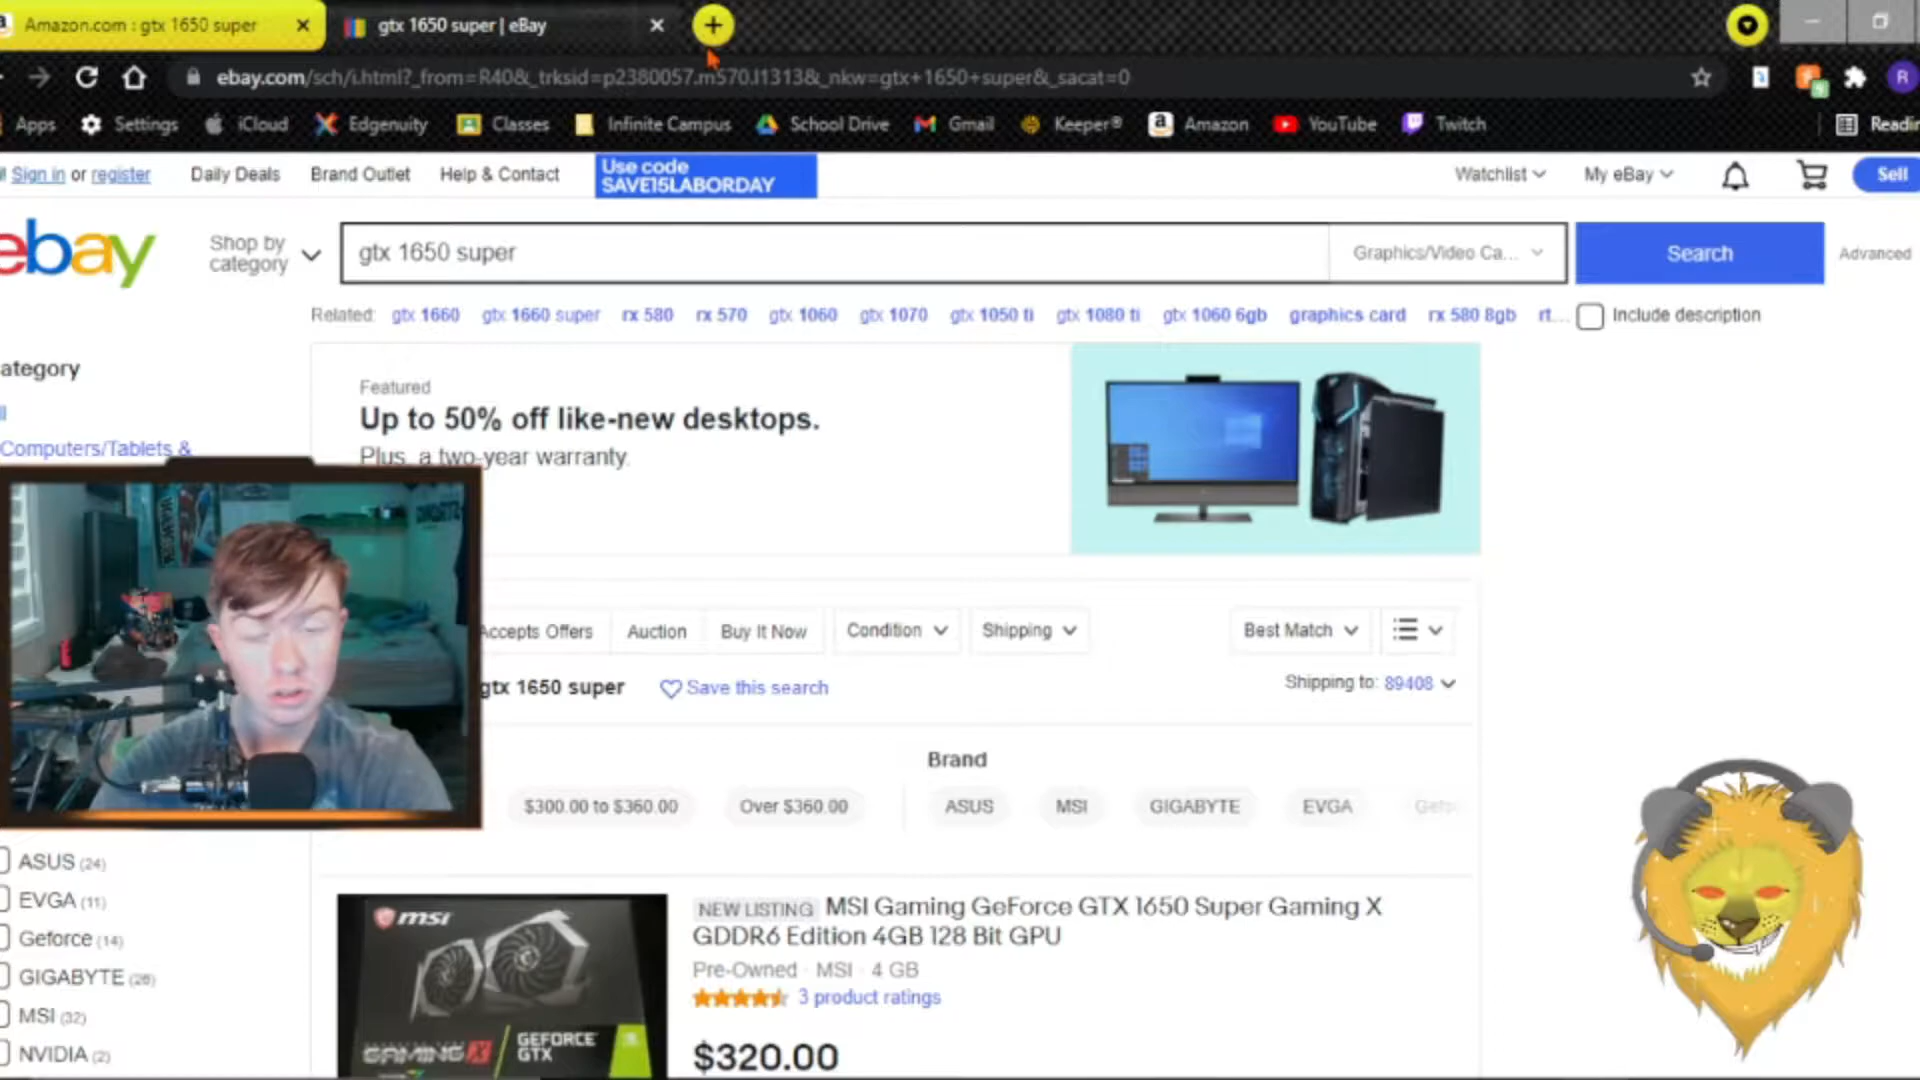 Amazon.com : gtx 1650 super
gtx 1650 super | eBay
ebay.com/sch/i.html?_from=R40&_trksid=p2380057.m570.l1313&_nkw=gtx+1650+super&_sacat=0
R
Apps Settings iCloud Edgenuity Classes Infinite Campus School Drive Gmail Keeper® Amazon YouTube Twitch Readin
Sign in or register Daily Deals Brand Outlet Help & Contact
Use code
SAVE15LABORDAY
Watchlist My eBay Sell
ebay
Shop by
category
gtx 1650 super
Graphics/Video Ca...
Search
Advanced
Related: gtx 1660 gtx 1660 super rx 580 rx 570 gtx 1060 gtx 1070 gtx 1050 ti gtx 1080 ti gtx 1060 6gb graphics card rx 580 8gb rt... Include description
ategory
Computers/Tablets &
Featured
Up to 50% off like-new desktops.
Plus, a two-year warranty.
Accepts Offers Auction Buy It Now Condition Shipping Best Match
gtx 1650 super Save this search
Shipping to: 89408
Brand
$300.00 to $360.00 Over $360.00 ASUS MSI GIGABYTE EVGA
ASUS (24)
EVGA (11)
Geforce (14)
GIGABYTE (26)
MSI (32)
NVIDIA (2)
msi
GAMING X
GEFORCE
GTX
NEW LISTING MSI Gaming GeForce GTX 1650 Super Gaming X
GDDR6 Edition 4GB 128 Bit GPU
Pre-Owned · MSI · 4 GB
3 product ratings
$320.00